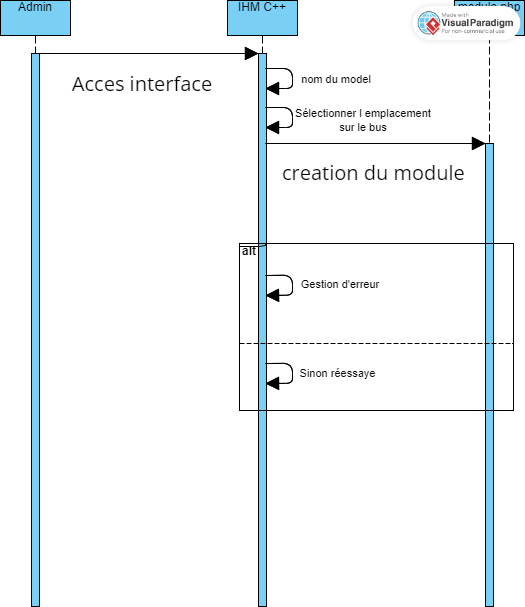 Admin
IHM C++
module.php
Made with
Visual Paradigm
For non-commercial use
Acces interface
nom du model
Sélectionner l emplacement
sur le bus
creation du module
alt
Gestion d'erreur
Sinon réessaye